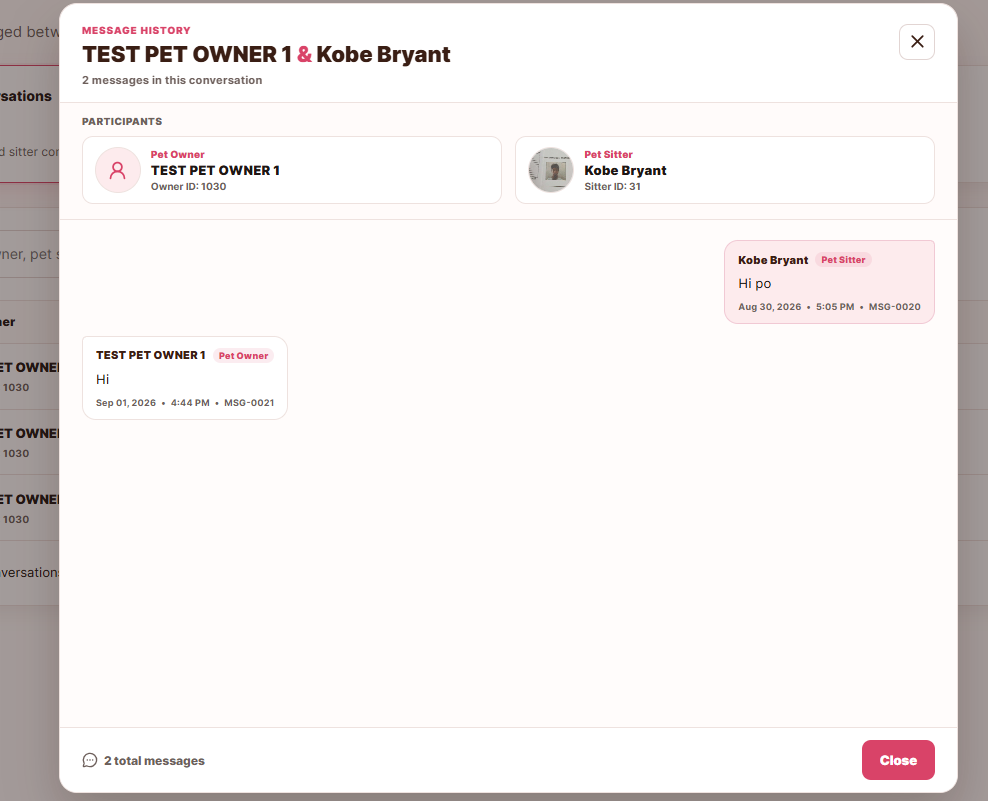 ged betw
MESSAGE HISTORY
TEST PET OWNER 1 & Kobe Bryant
2 messages in this conversation
rsations
PARTICIPANTS
d sitter con
Pet Owner
TEST PET OWNER 1
Owner ID: 1030
Pet Sitter
Kobe Bryant
Sitter ID: 31
ner, pet s
Kobe Bryant Pet Sitter
Hi po
Aug 30, 2026 • 5:05 PM • MSG-0020
ner
TEST PET OWNER 1 Pet Owner
Hi
Sep 01, 2026 • 4:44 PM • MSG-0021
ET OWNE
1030
ET OWNE
1030
ET OWNE
1030
versations
2 total messages
Close